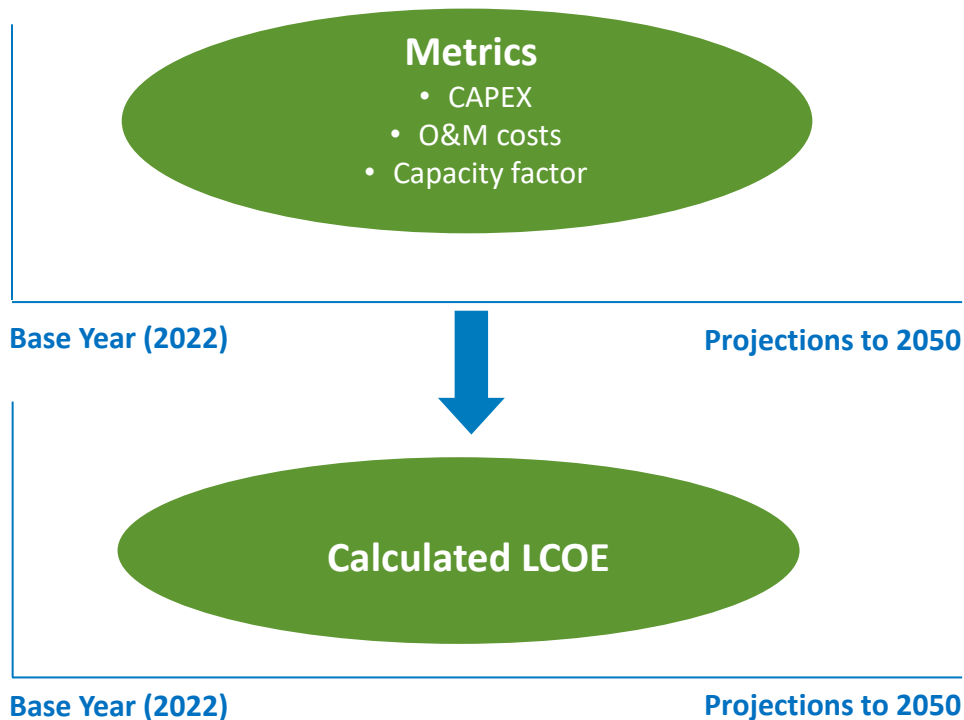 Metrics
• CAPEX
• O&M costs
• Capacity factor
Base Year (2022)
Projections to 2050
Calculated LCOE
Base Year (2022)
Projections to 2050